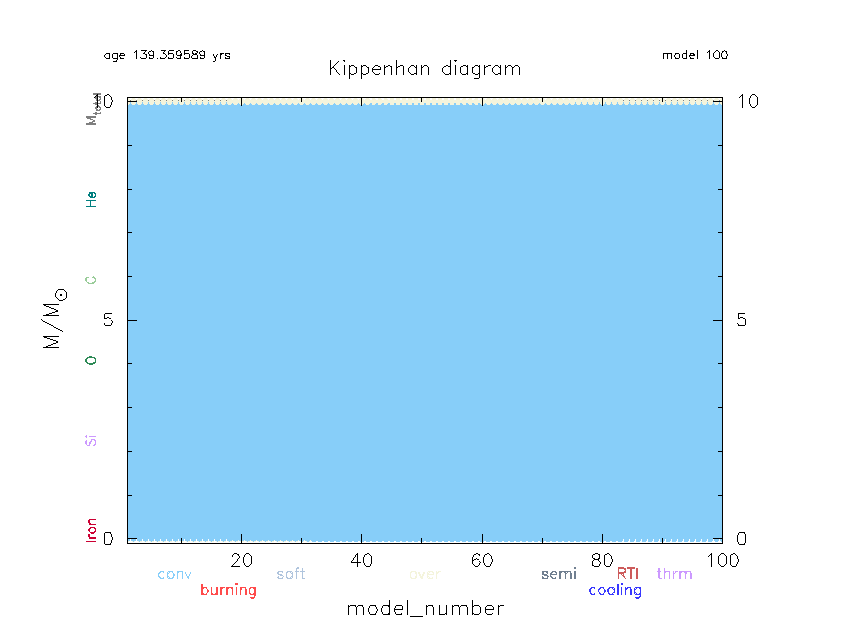 age 139.359589 yrs
model 100
Kippenhan diagram
M_total
He
C
O
Si
Iron
M/M☉
10
5
0
10
5
0
20 40 60 80 100
conv soft over semi RTI thrm
burning cooling
model_number